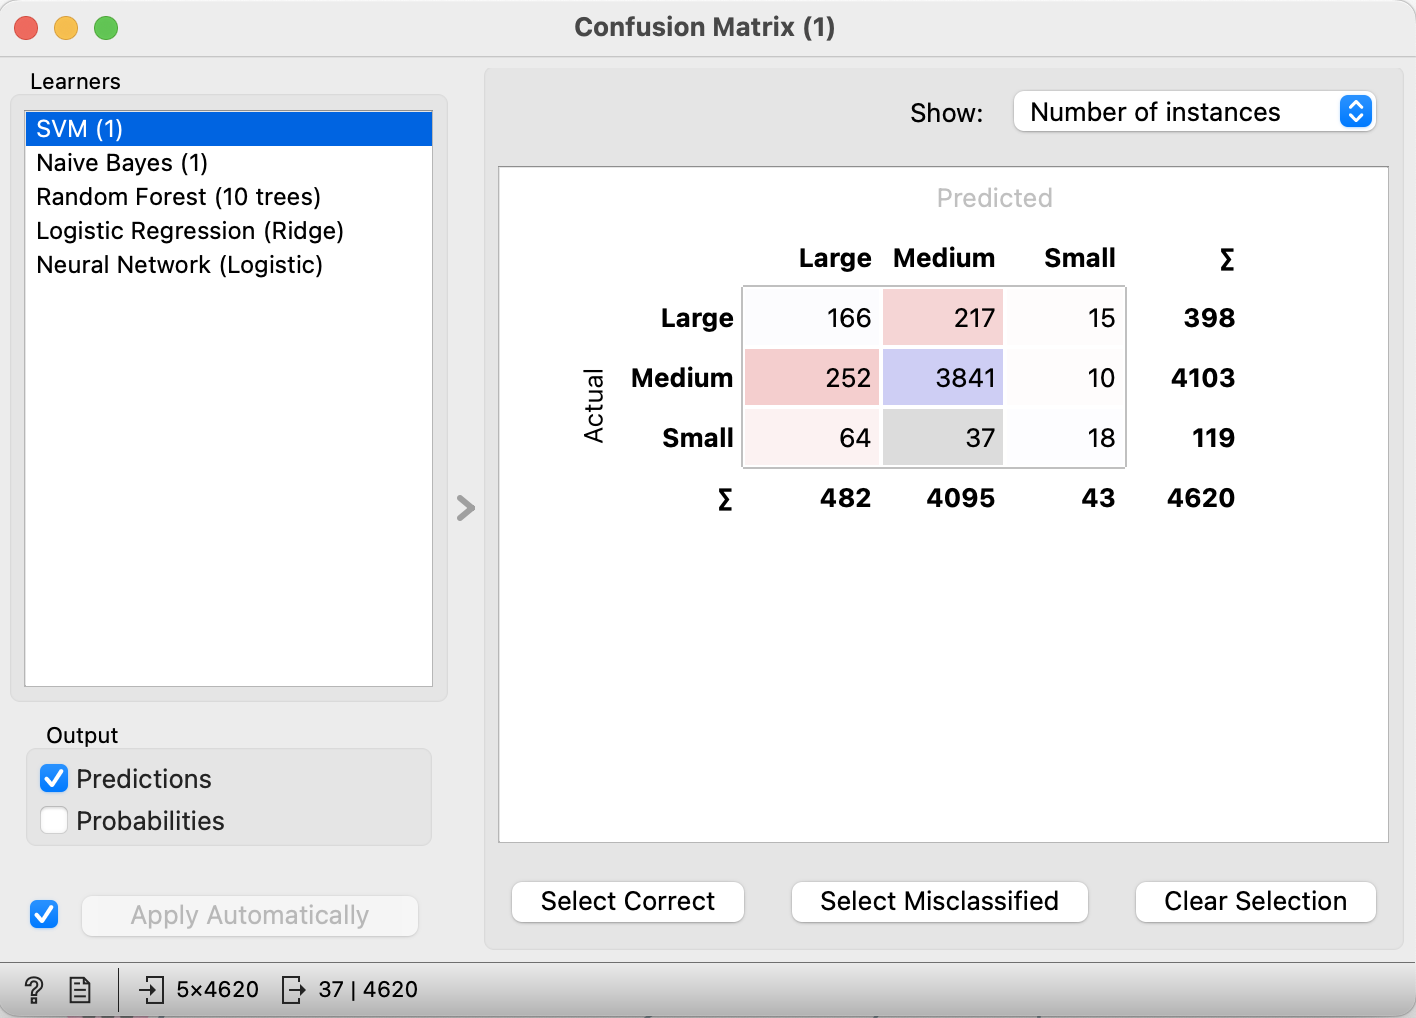 Confusion Matrix (1)
Learners
SVM (1)
Naive Bayes (1)
Random Forest (10 trees)
Logistic Regression (Ridge)
Neural Network (Logistic)
Output
Predictions
Probabilities
Apply Automatically
Show: Number of instances
Predicted
Large Medium Small Σ
Actual
Large 166 217 15 398
Medium 252 3841 10 4103
Small 64 37 18 119
Σ 482 4095 43 4620
Select Correct Select Misclassified Clear Selection
? 5×4620 37 | 4620